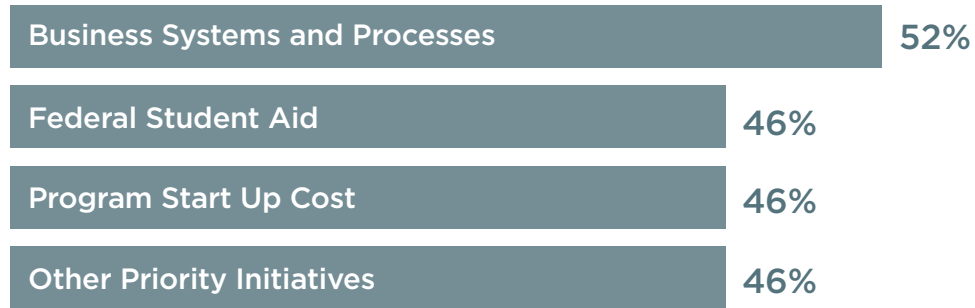 Business Systems and Processes 52%
Federal Student Aid 46%
Program Start Up Cost 46%
Other Priority Initiatives 46%